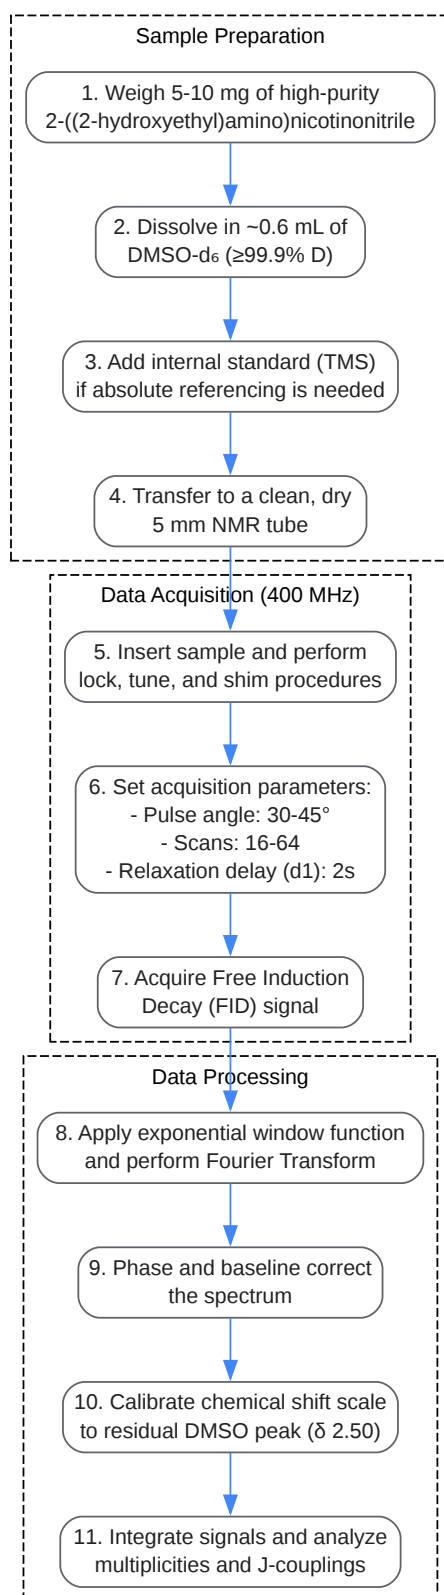 Sample Preparation
1. Weigh 5-10 mg of high-purity
2-((2-hydroxyethyl)amino)nicotinonitrile
2. Dissolve in ~0.6 mL of
DMSO-d₆ (≥99.9% D)
3. Add internal standard (TMS)
if absolute referencing is needed
4. Transfer to a clean, dry
5 mm NMR tube
Data Acquisition (400 MHz)
5. Insert sample and perform
lock, tune, and shim procedures
6. Set acquisition parameters:
- Pulse angle: 30-45°
- Scans: 16-64
- Relaxation delay (d1): 2s
7. Acquire Free Induction
Decay (FID) signal
Data Processing
8. Apply exponential window function
and perform Fourier Transform
9. Phase and baseline correct
the spectrum
10. Calibrate chemical shift scale
to residual DMSO peak (δ 2.50)
11. Integrate signals and analyze
multiplicities and J-couplings